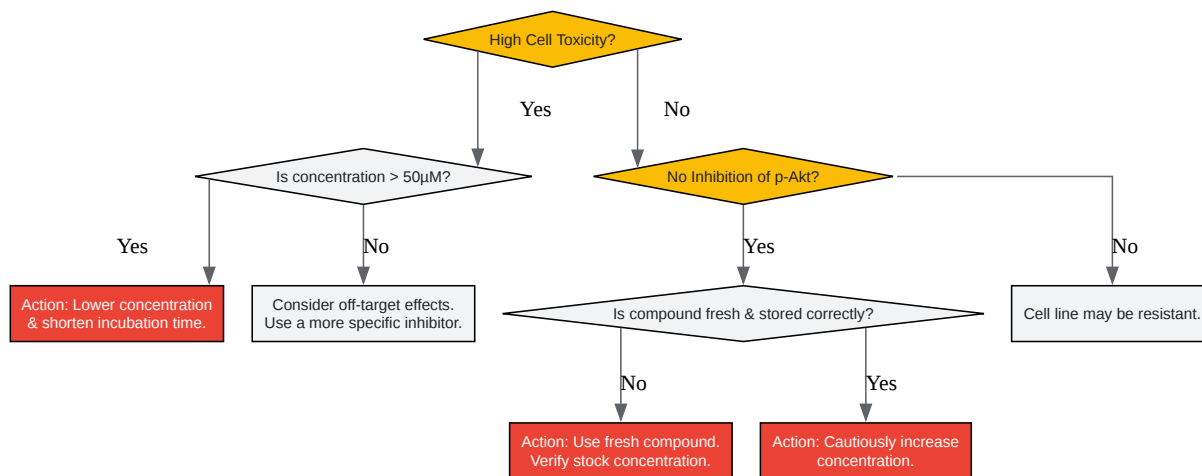 High Cell Toxicity?
Yes
No
Is concentration > 50µM?
No Inhibition of p-Akt?
Yes
No
Yes
No
Action: Lower concentration
& shorten incubation time.
Consider off-target effects.
Use a more specific inhibitor.
Is compound fresh & stored correctly?
Cell line may be resistant.
No
Yes
Action: Use fresh compound.
Verify stock concentration.
Action: Cautiously increase
concentration.